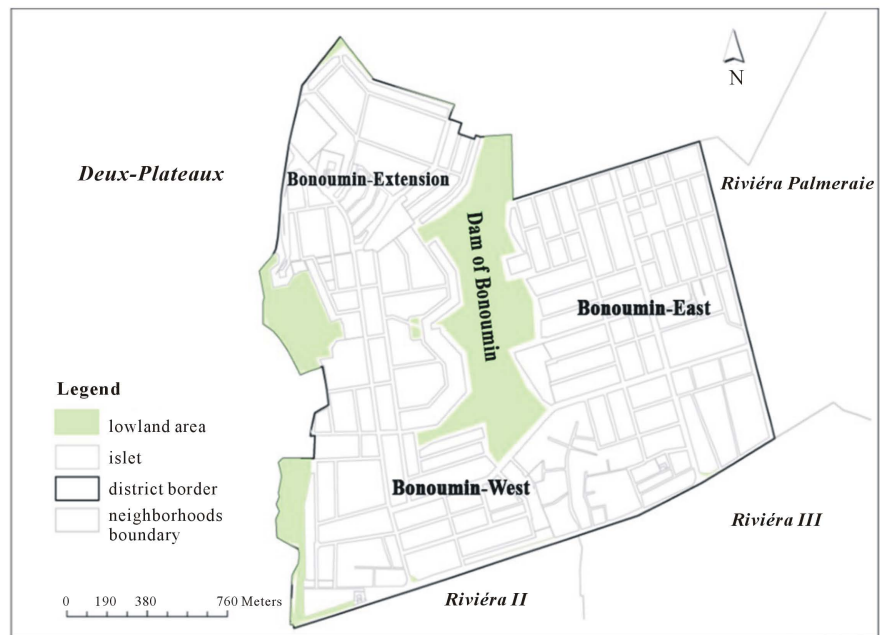 N
Deux-Plateaux
Bonoumin-Extension
Riviéra Palmeraie
Dam of Bonoumin
Bonoumin-East
Legend
lowland area
islet
district border
neighborhoods
boundary
Bonoumin-West
Riviéra III
0 190 380 760 Meters
Riviéra II